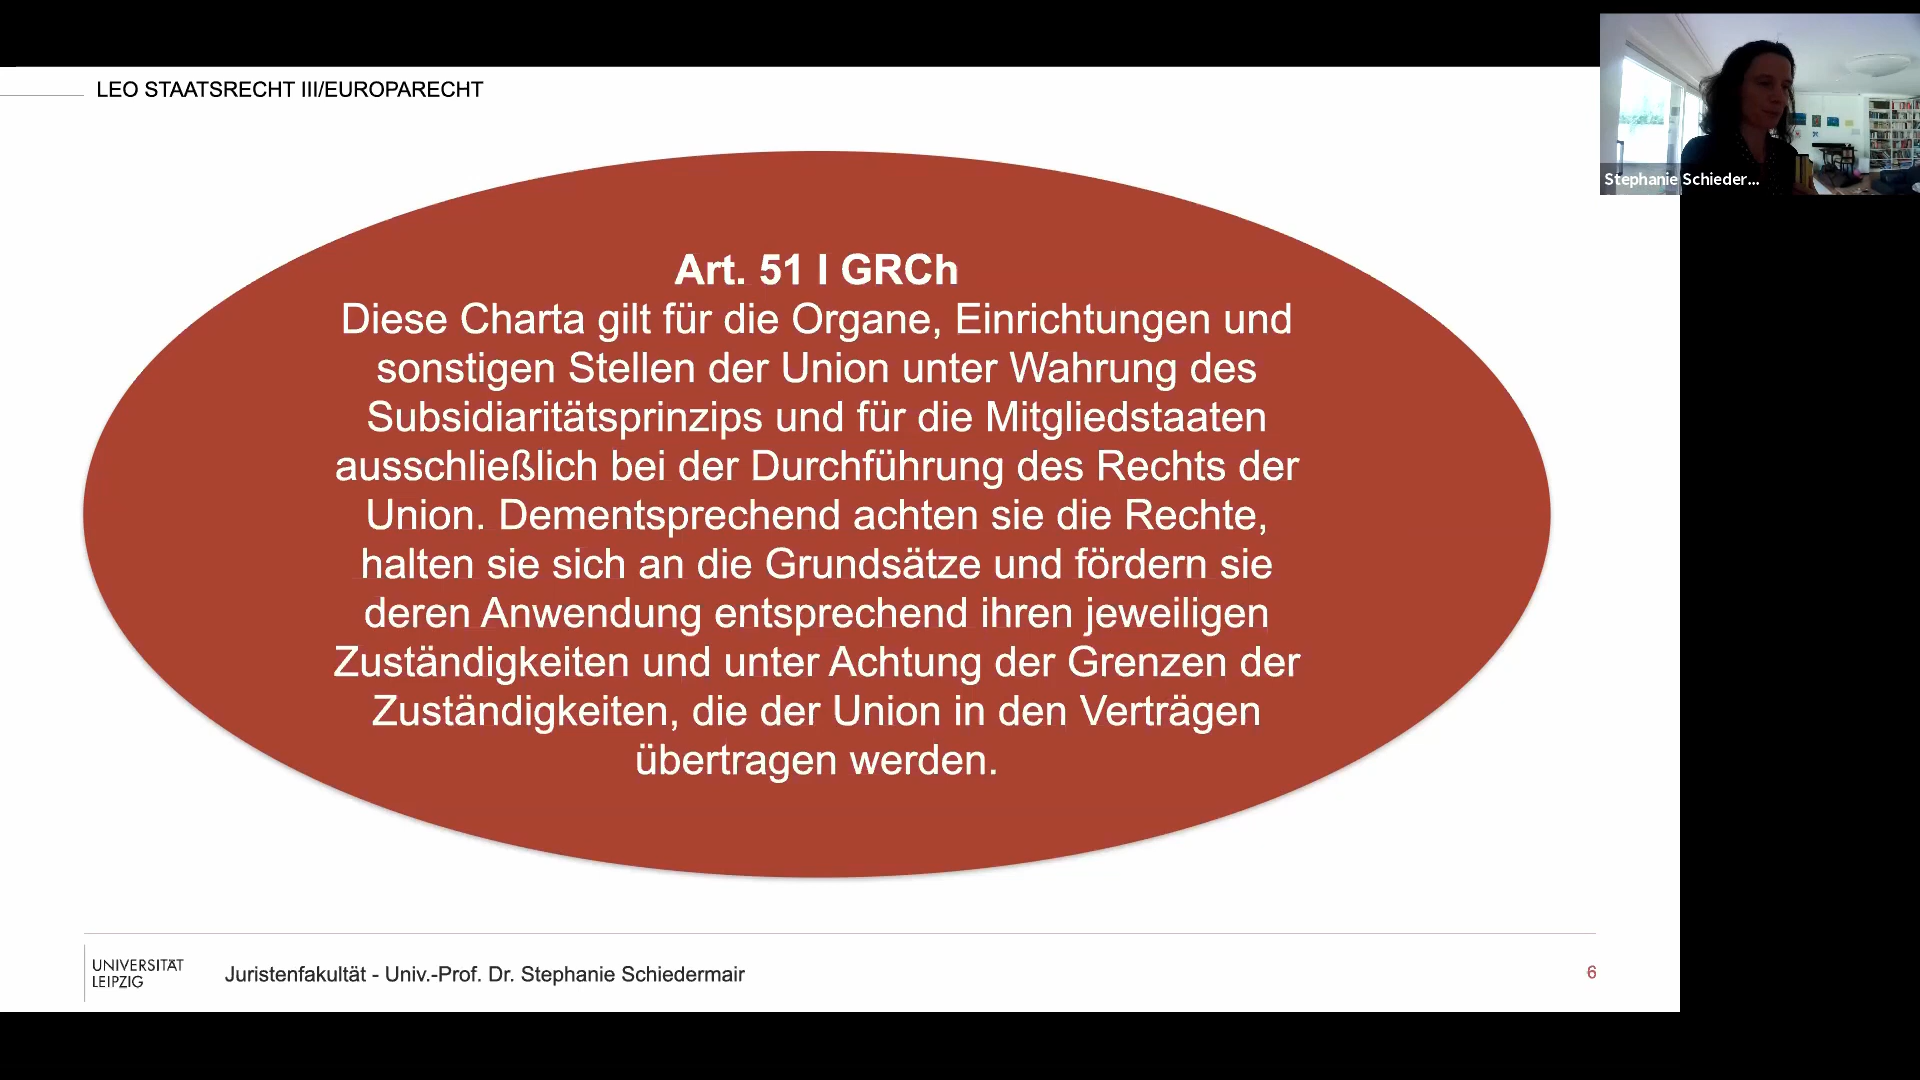 LEO STAATSRECHT III/EUROPARECHT
Stephanie Schieder...
Art. 51 I GRCh
Diese Charta gilt für die Organe, Einrichtungen und
sonstigen Stellen der Union unter Wahrung des
Subsidiaritätsprinzips und für die Mitgliedstaaten
ausschließlich bei der Durchführung des Rechts der
Union. Dementsprechend achten sie die Rechte,
halten sie sich an die Grundsätze und fördern sie
deren Anwendung entsprechend ihren jeweiligen
Zuständigkeiten und unter Achtung der Grenzen der
Zuständigkeiten, die der Union in den Verträgen
übertragen werden.
UNIVERSITÄT
LEIPZIG
Juristenfakultät - Univ.-Prof. Dr. Stephanie Schiedermair
6